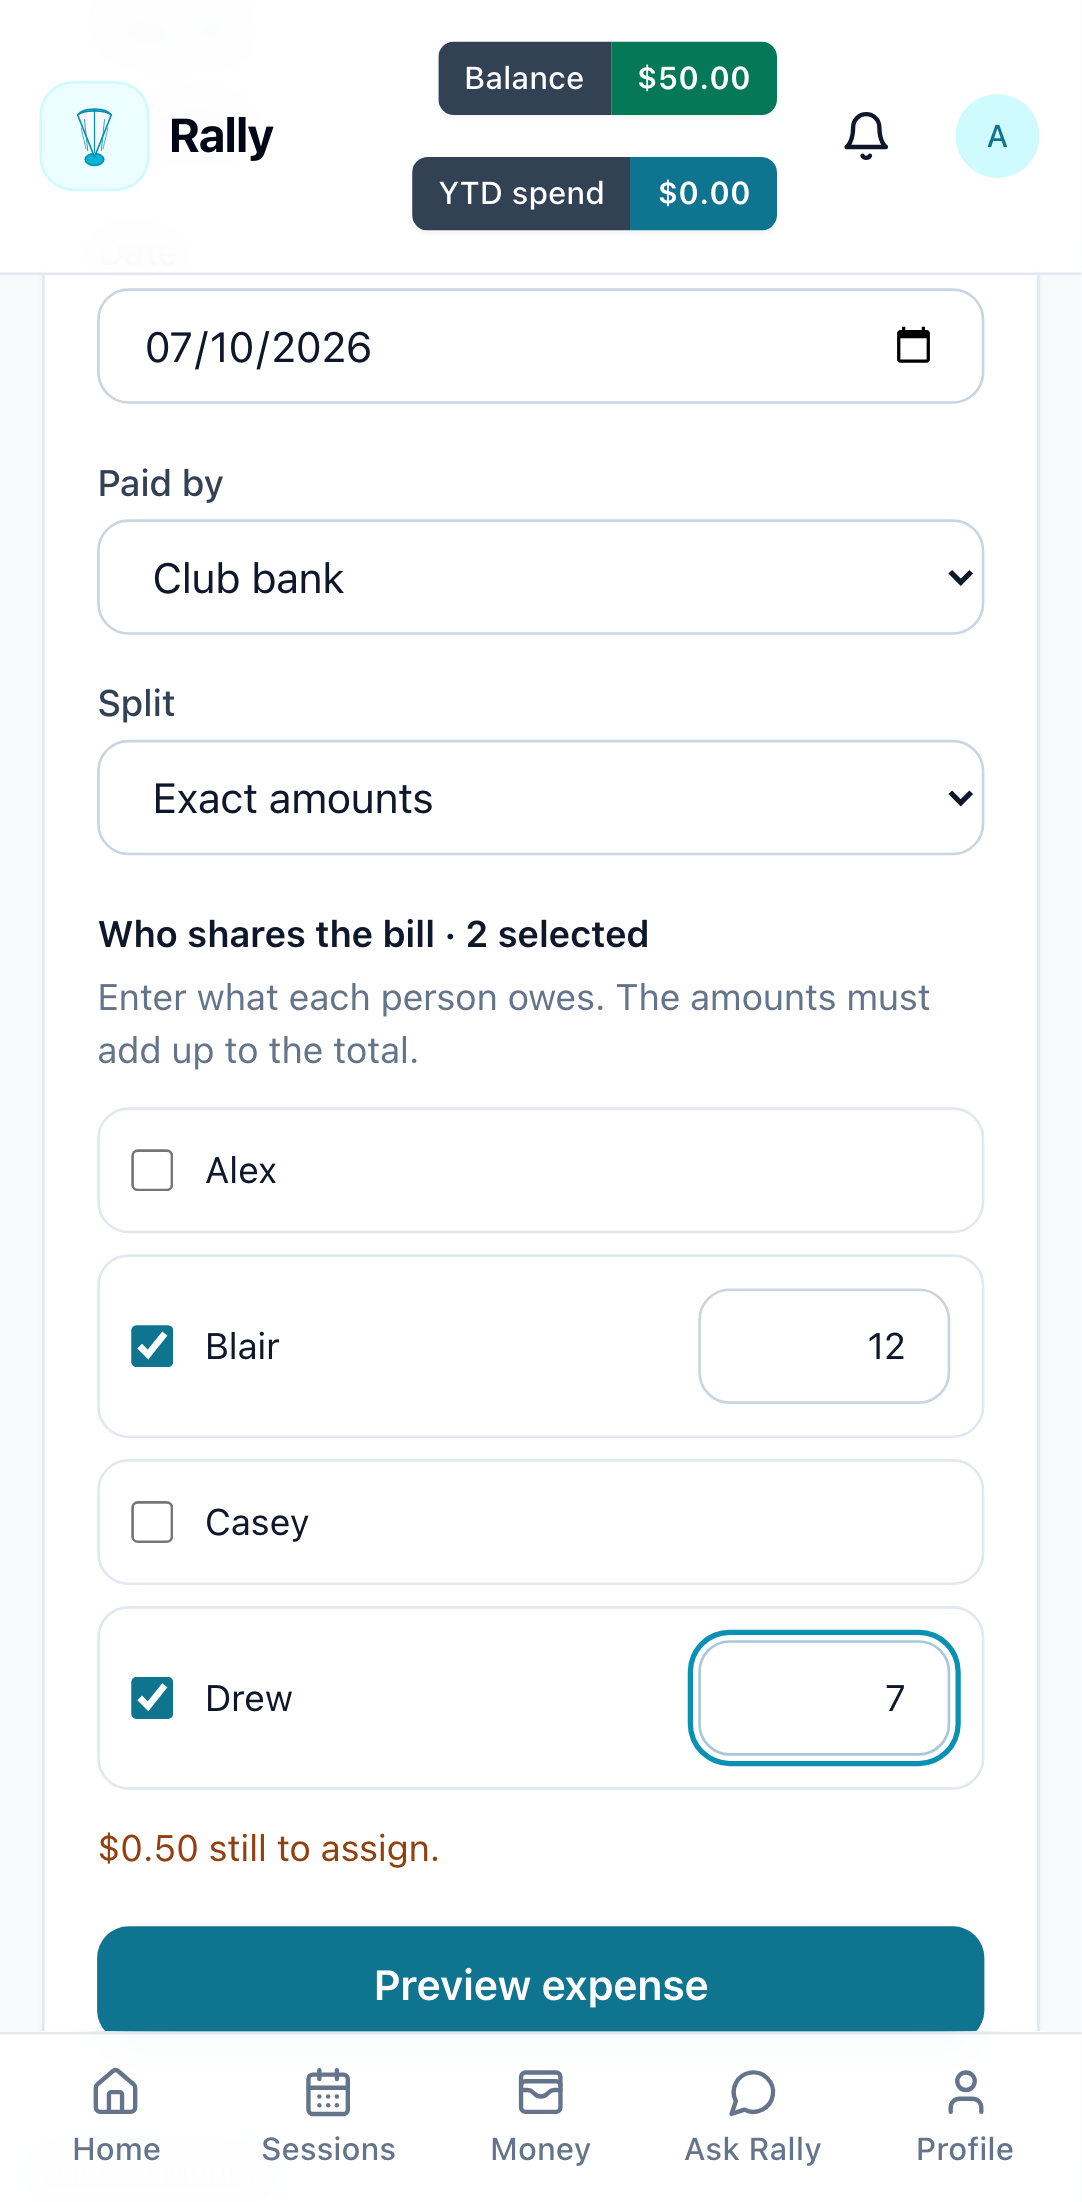 Rally
Balance $50.00
YTD spend $0.00
A
Date
07/10/2026
Paid by
Club bank
Split
Exact amounts
Who shares the bill · 2 selected
Enter what each person owes. The amounts must
add up to the total.
Alex
Blair 12
Casey
Drew 7
$0.50 still to assign.
Preview expense
Home Sessions Money Ask Rally Profile